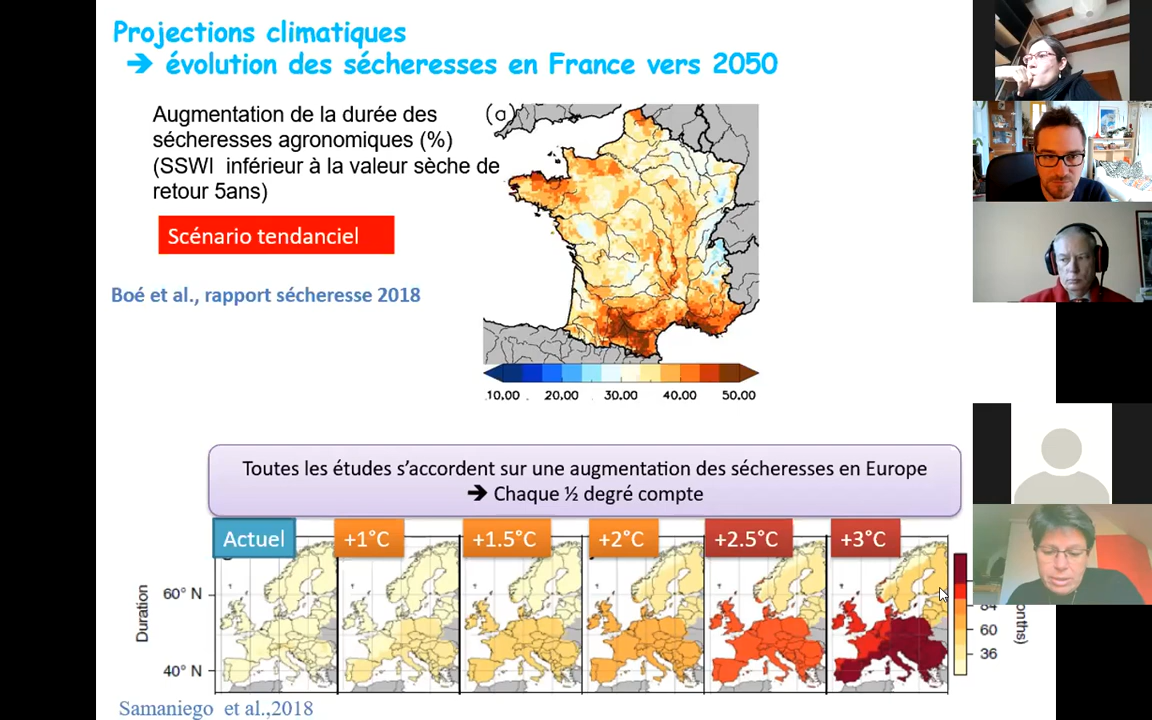 Projections climatiques
➔ évolution des sécheresses en France vers 2050
Augmentation de la durée des
sécheresses agronomiques (%)
(SSWI inférieur à la valeur sèche de
retour 5ans)
(a)
Scénario tendanciel
Boé et al., rapport sécheresse 2018
10.00 20.00 30.00 40.00 50.00
Toutes les études s’accordent sur une augmentation des sécheresses en Europe
➔ Chaque ½ degré compte
Actuel +1°C +1.5°C +2°C +2.5°C +3°C
Duration
60° N
40° N
84
60
36
Samaniego et al.,2018